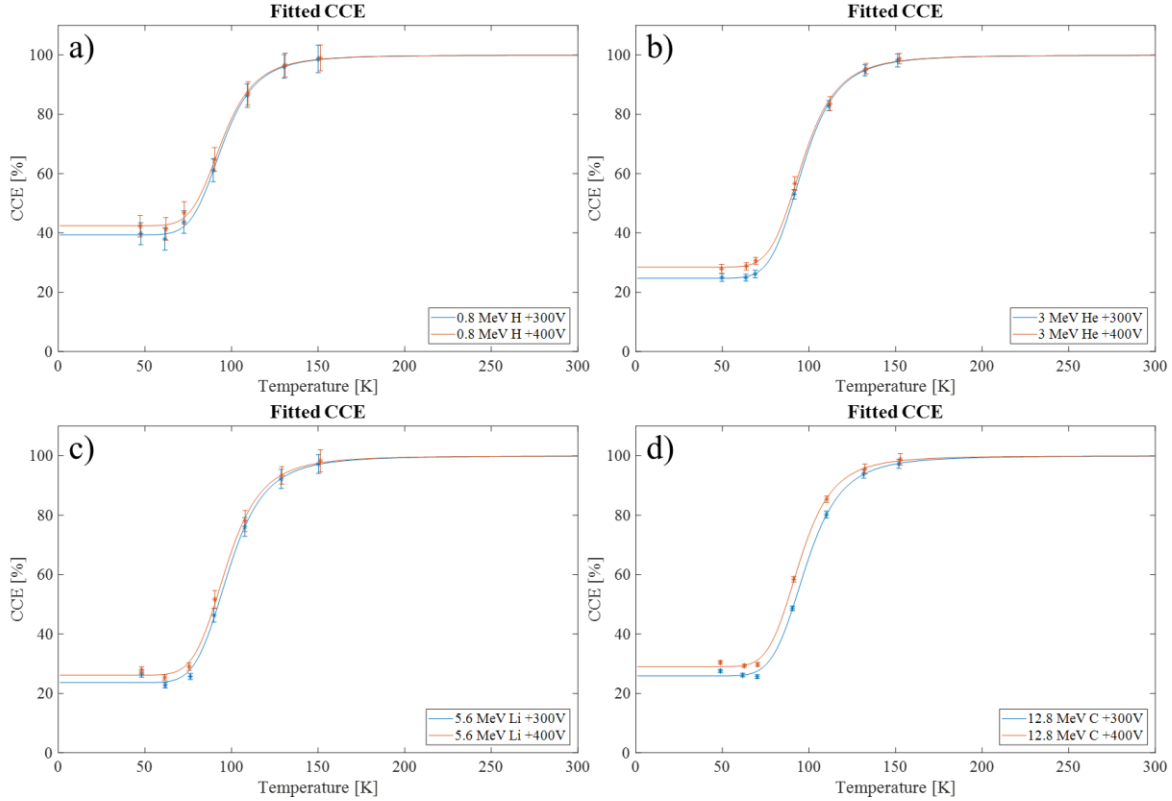 Fitted CCE
a)
CCE [%]
100
80
60
40
20
0
0 50 100 150 200 250 300
Temperature [K]
0.8 MeV H +300V
0.8 MeV H +400V
Fitted CCE
b)
CCE [%]
100
80
60
40
20
0
0 50 100 150 200 250 300
Temperature [K]
3 MeV He +300V
3 MeV He +400V
Fitted CCE
c)
CCE [%]
100
80
60
40
20
0
0 50 100 150 200 250 300
Temperature [K]
5.6 MeV Li +300V
5.6 MeV Li +400V
Fitted CCE
d)
CCE [%]
100
80
60
40
20
0
0 50 100 150 200 250 300
Temperature [K]
12.8 MeV C +300V
12.8 MeV C +400V